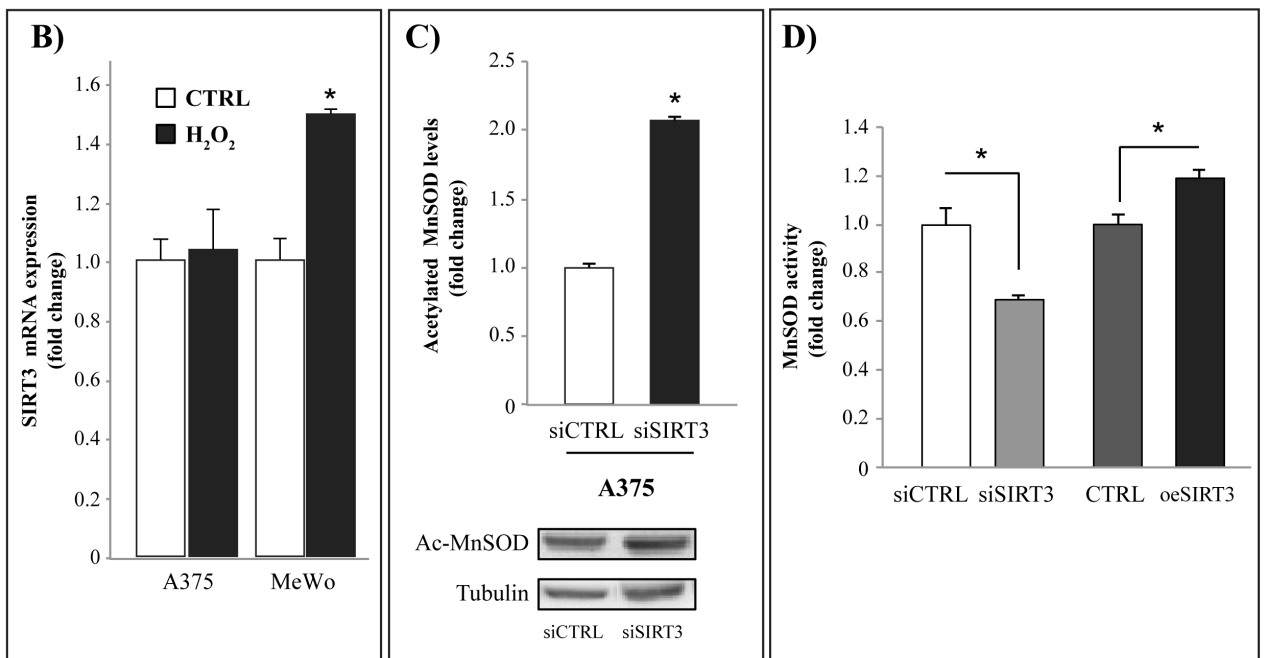 B)
SIRT3 mRNA expression
(fold change)
1.6
1.4
1.2
1.0
0.8
0.6
0.4
0.2
0
CTRL
H₂O₂
*
A375 MeWo
C)
Acetylated MnSOD levels
(fold change)
2.5
2.0
1.5
1.0
0.5
0
*
siCTRL siSIRT3
A375
Ac-MnSOD
Tubulin
siCTRL siSIRT3
D)
MnSOD activity
(fold change)
1.4
1.2
1.0
0.8
0.6
0.4
0.2
0
*
*
siCTRL siSIRT3 CTRL oeSIRT3